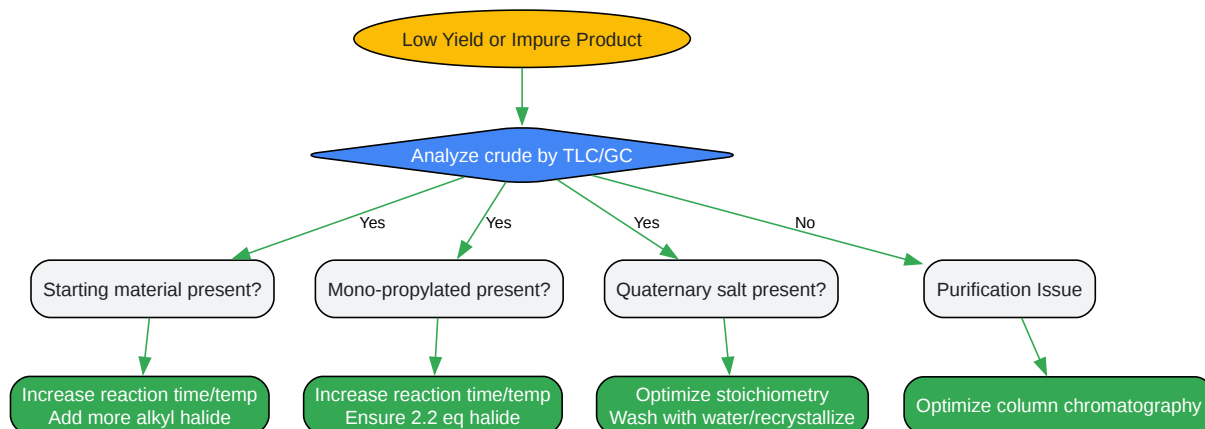 Low Yield or Impure Product
Analyze crude by TLC/GC
Yes
Yes
Yes
No
Starting material present?
Mono-propylated present?
Quaternary salt present?
Purification Issue
Increase reaction time/temp
Add more alkyl halide
Increase reaction time/temp
Ensure 2.2 eq halide
Optimize stoichiometry
Wash with water/recrystallize
Optimize column chromatography